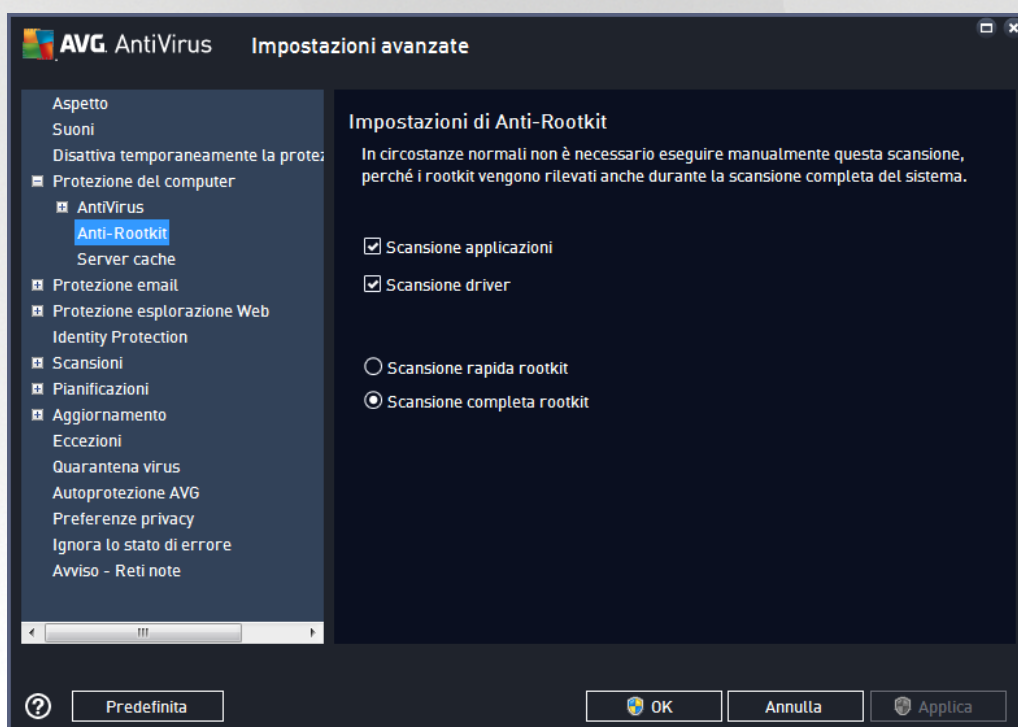 AVG. AntiVirus
Impostazioni avanzate
Aspetto
Suoni
Disattiva temporaneamente la protez
Protezione del computer
AntiVirus
Anti-Rootkit
Server cache
Protezione email
Protezione esplorazione Web
Identity Protection
Scansioni
Pianificazioni
Aggiornamento
Eccezioni
Quarantena virus
Autoprotezione AVG
Preferenze privacy
Ignora lo stato di errore
Avviso - Reti note
Impostazioni di Anti-Rootkit
In circostanze normali non è necessario eseguire manualmente questa scansione,
perché i rootkit vengono rilevati anche durante la scansione completa del sistema.
Scansione applicazioni
Scansione driver
Scansione rapida rootkit
Scansione completa rootkit
?
Predefinita
OK
Annulla
Applica